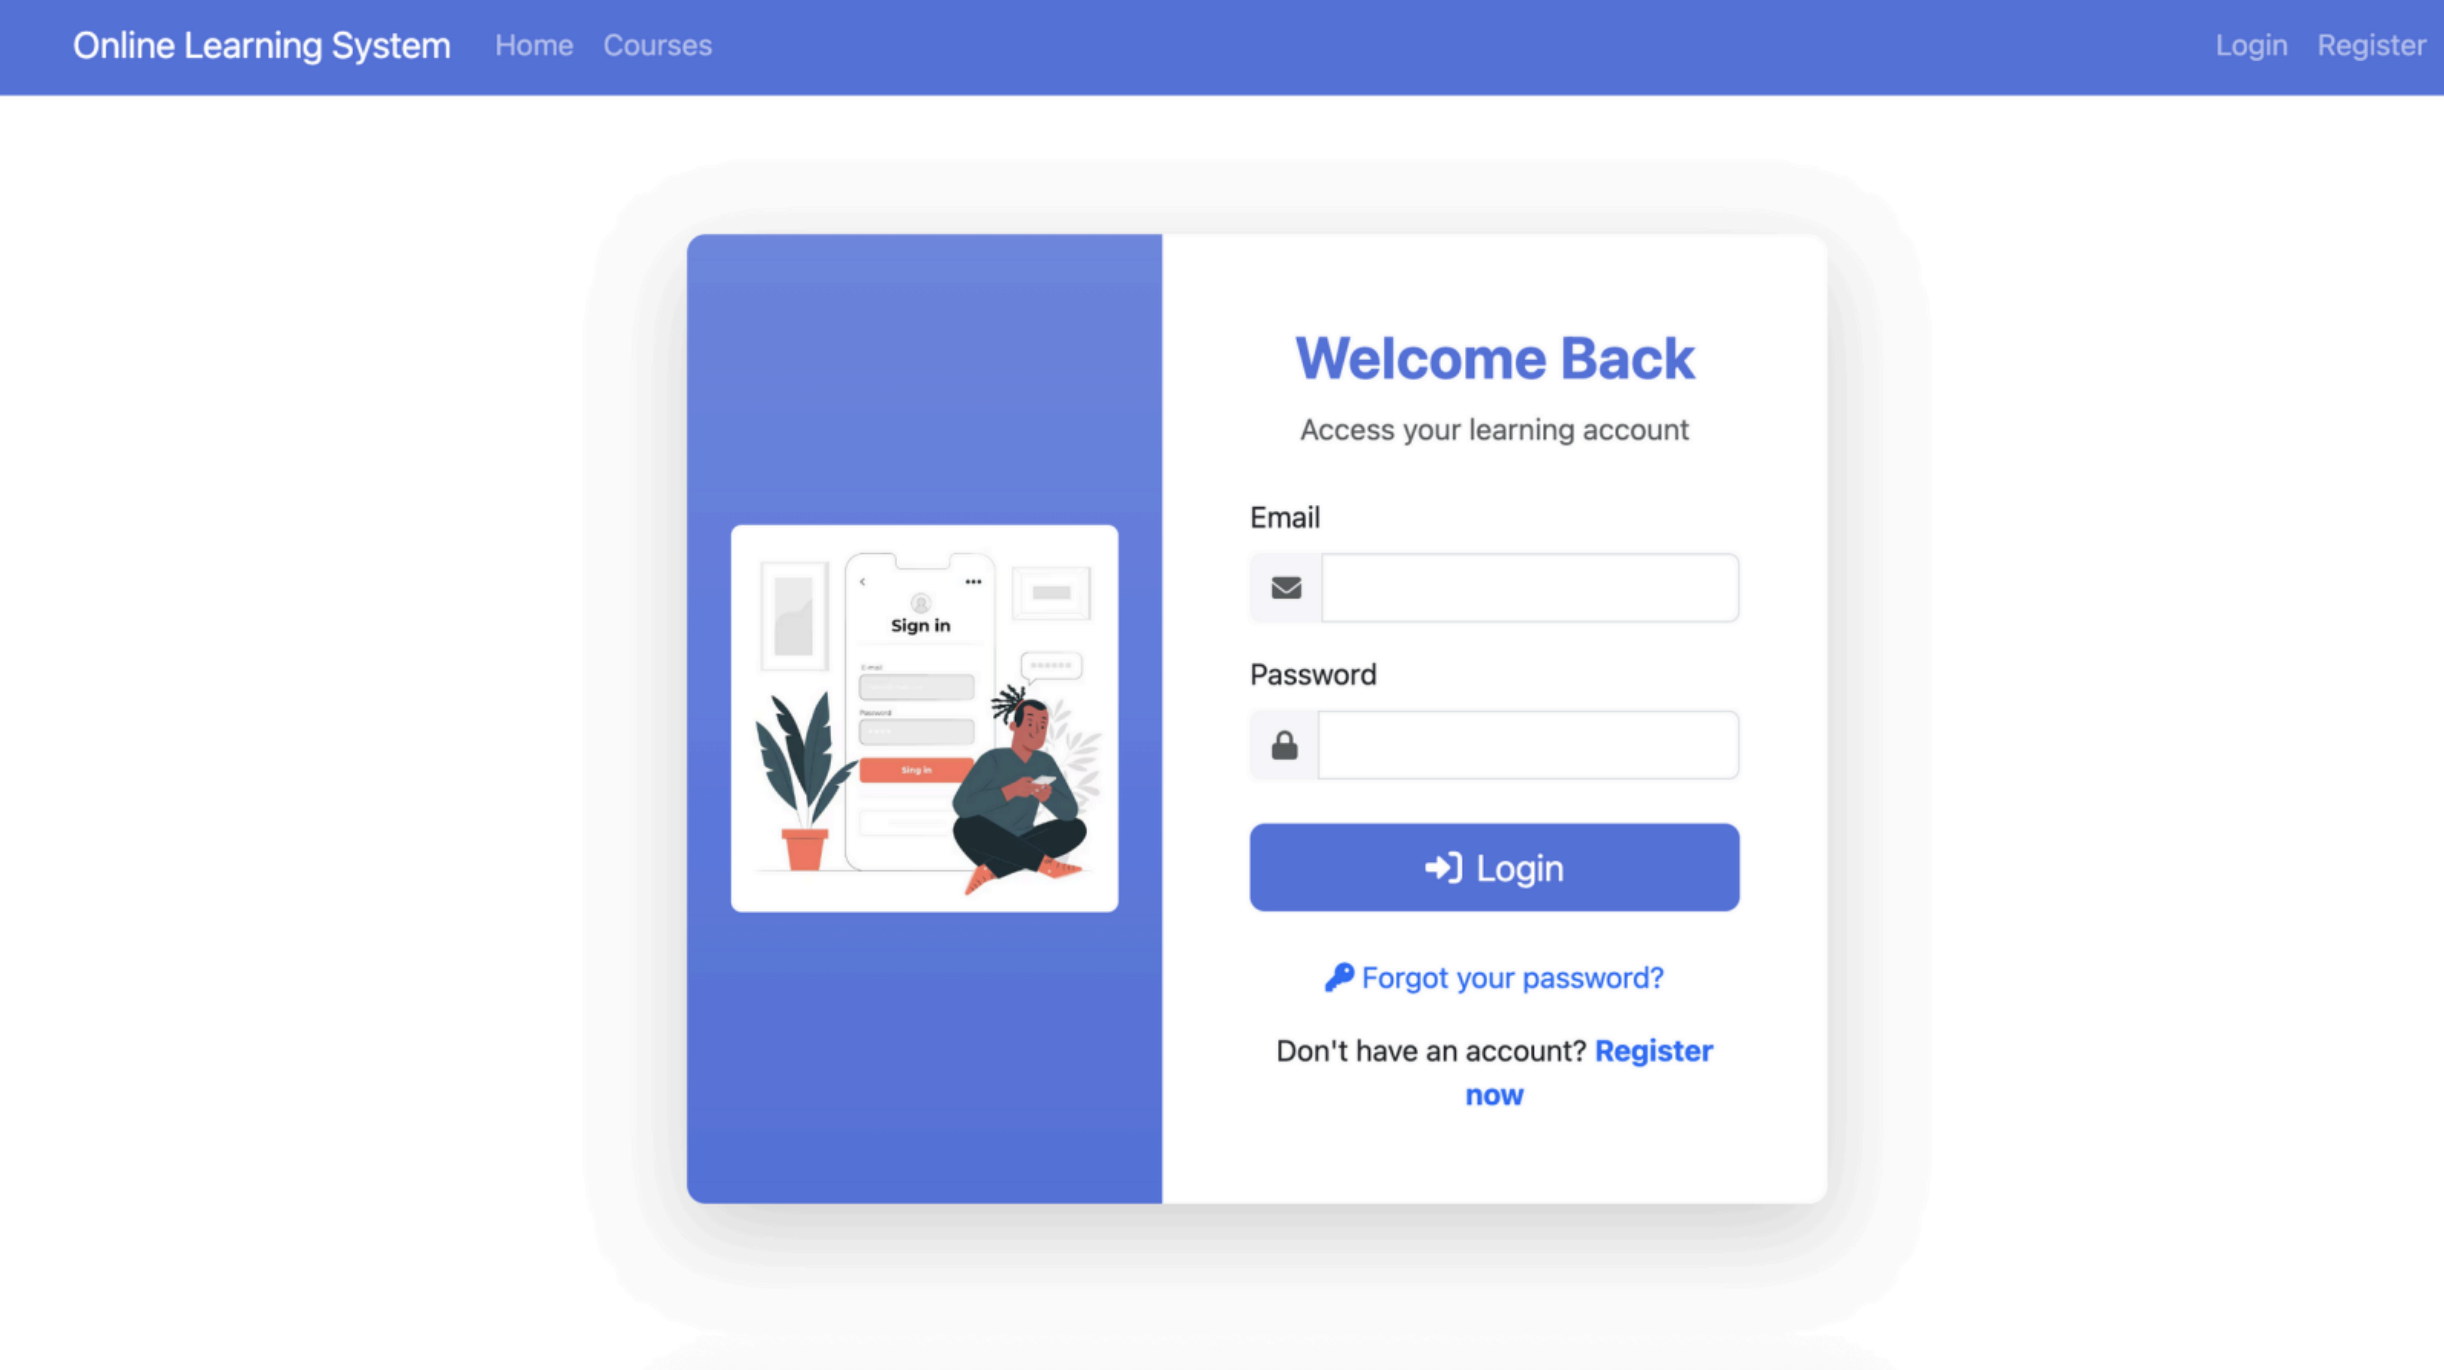 Online Learning System Home Courses Login Register
Welcome Back
Access your learning account
Email
Password
Login
Forgot your password?
Don't have an account? Register
now
Sign in
E-mail
Password
Sing in